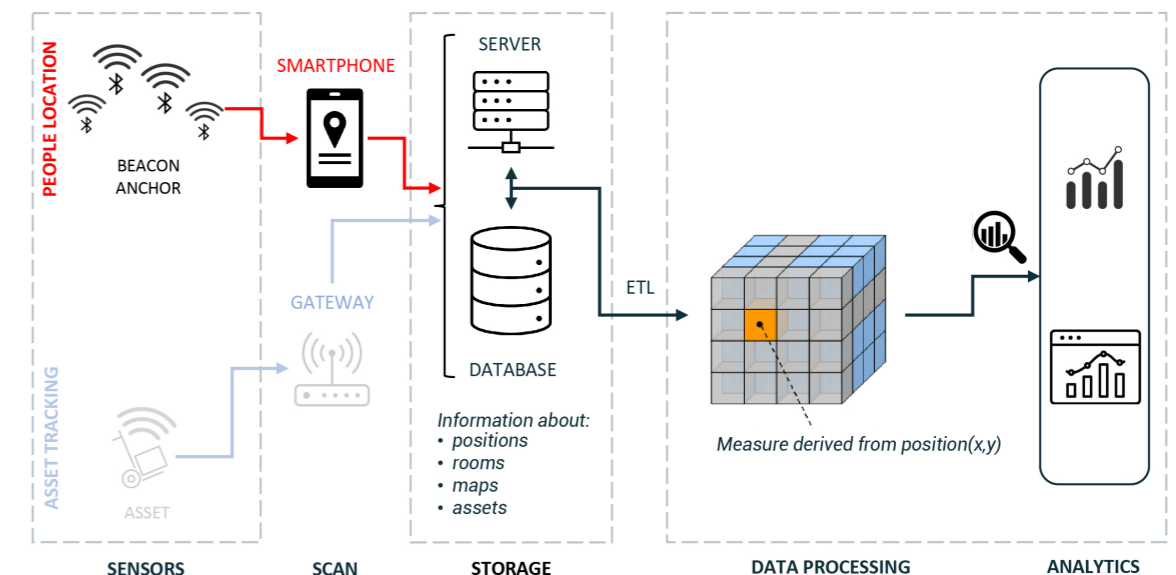 PEOPLE LOCATION
BEACON
ANCHOR
SMARTPHONE
SERVER
GATEWAY
DATABASE
ASSET TRACKING
ASSET
Information about:
• positions
• rooms
• maps
• assets
ETL
Measure derived from position(x,y)
SENSORS
SCAN
STORAGE
DATA PROCESSING
ANALYTICS